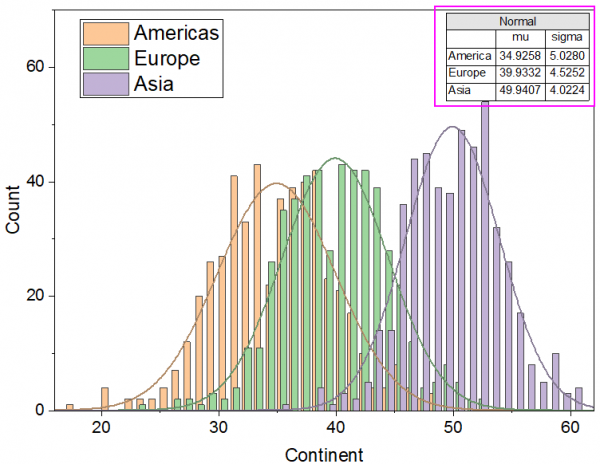 Normal
mu sigma
America 34.9258 5.0280
Europe 39.9332 4.5252
Asia 49.9407 4.0224
Americas
Europe
Asia
60
40
20
0
Count
20 30 40 50 60
Continent